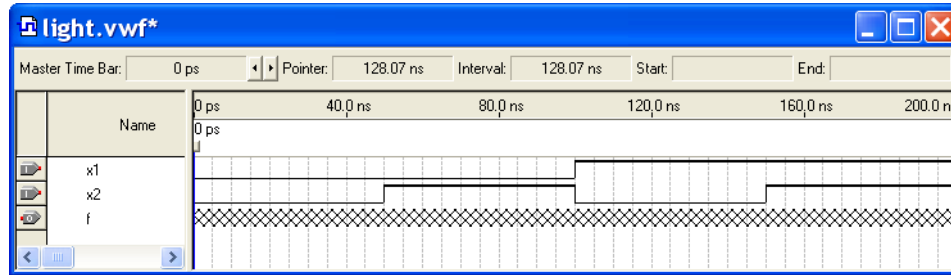 light.vwf*
Master Time Bar: 0 ps Pointer: 128.07 ns Interval: 128.07 ns Start: End:
Name 0 ps 40.0 ns 80.0 ns 120.0 ns 160.0 ns 200.0 n
0 ps
x1
x2
f